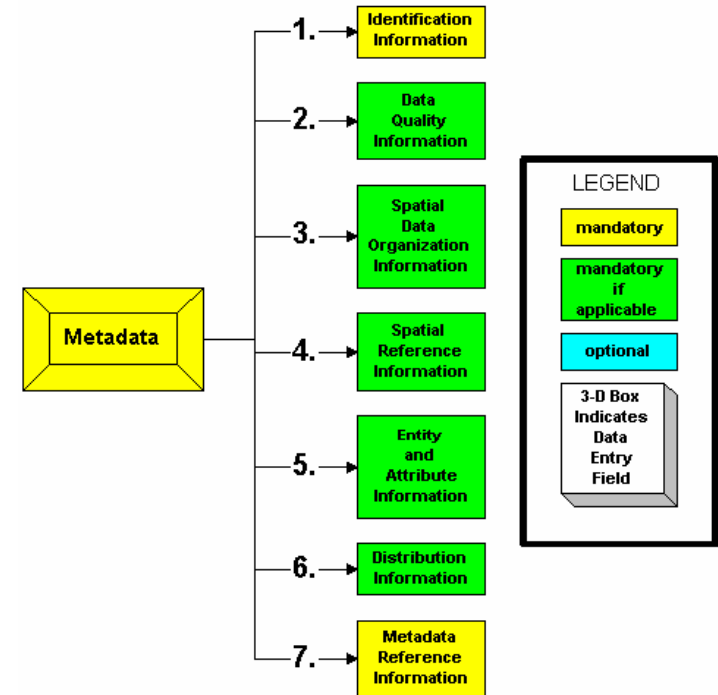 Metadata
1.
Identification
Information
2.
Data
Quality
Information
3.
Spatial
Data
Organization
Information
4.
Spatial
Reference
Information
5.
Entity
and
Attribute
Information
6.
Distribution
Information
7.
Metadata
Reference
Information
LEGEND
mandatory
mandatory
if
applicable
optional
3-D Box
Indicates
Data
Entry
Field